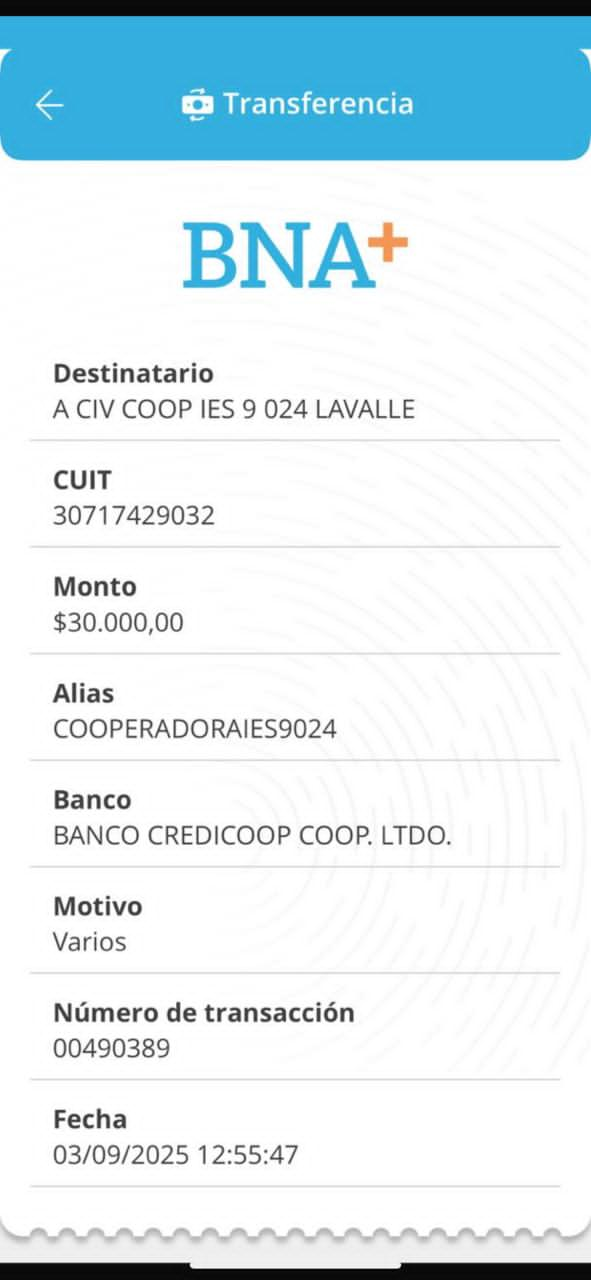 Transferencia
BNA+
Destinatario
A CIV COOP IES 9 024 LAVALLE
CUIT
30717429032
Monto
$30.000,00
Alias
COOPERADORAIES9024
Banco
BANCO CREDICOOP COOP. LTDO.
Motivo
Varios
Número de transacción
00490389
Fecha
03/09/2025 12:55:47